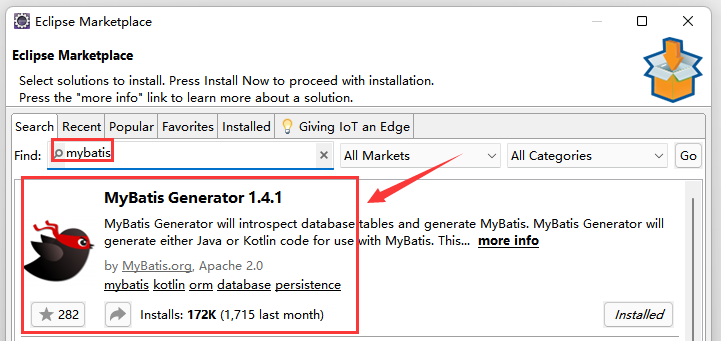 Eclipse Marketplace
Eclipse Marketplace
Select solutions to install. Press Install Now to proceed with installation.
Press the "more info" link to learn more about a solution.
Search Recent Popular Favorites Installed Giving IoT an Edge
Find: mybatis All Markets All Categories Go
MyBatis Generator 1.4.1
MyBatis Generator will introspect database tables and generate MyBatis. MyBatis Generator will
generate either Java or Kotlin code for use with MyBatis. This... more info
by MyBatis.org, Apache 2.0
mybatis kotlin orm database persistence
282 Installs: 172K (1,715 last month) Installed